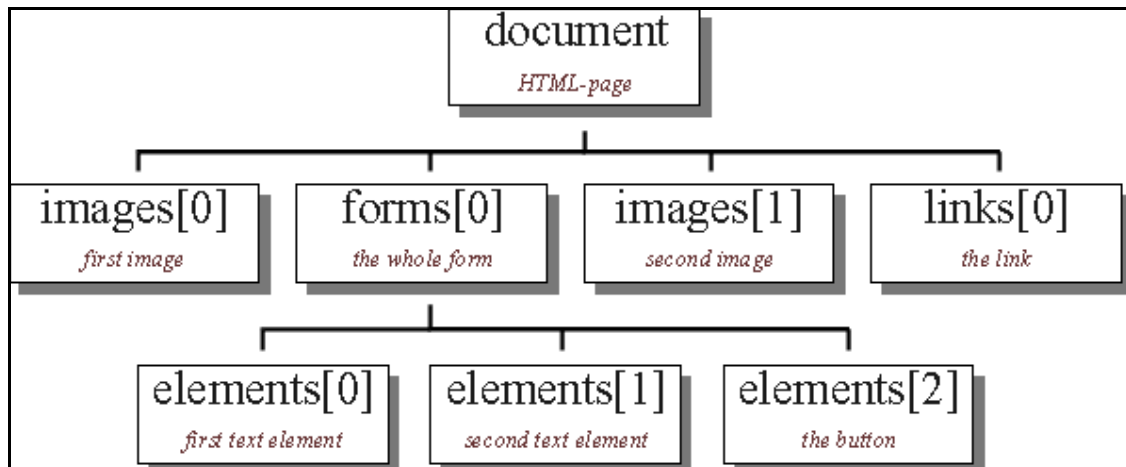 document
HTML-page
images[0]
first image
forms[0]
the whole form
images[1]
second image
links[0]
the link
elements[0]
first text element
elements[1]
second text element
elements[2]
the button